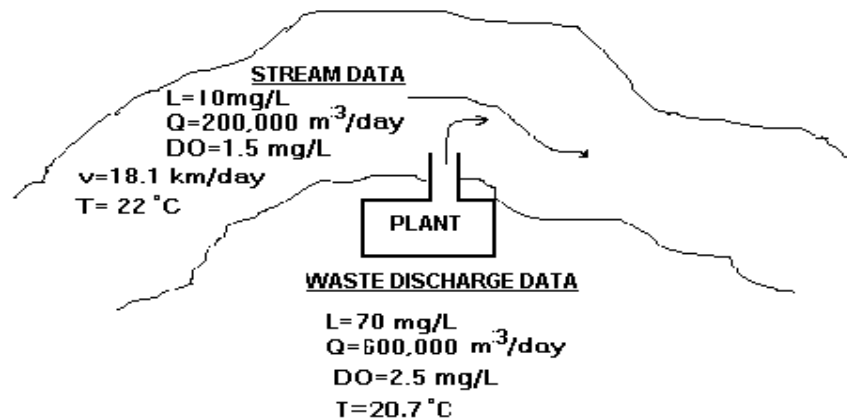 STREAM DATA
L=10mg/L
Q=200,000 m³/day
DO=1.5 mg/L
v=18.1 km/day
T= 22 °C
PLANT
WASTE DISCHARGE DATA
L=70 mg/L
Q=600,000 m³/day
DO=2.5 mg/L
T=20.7 °C